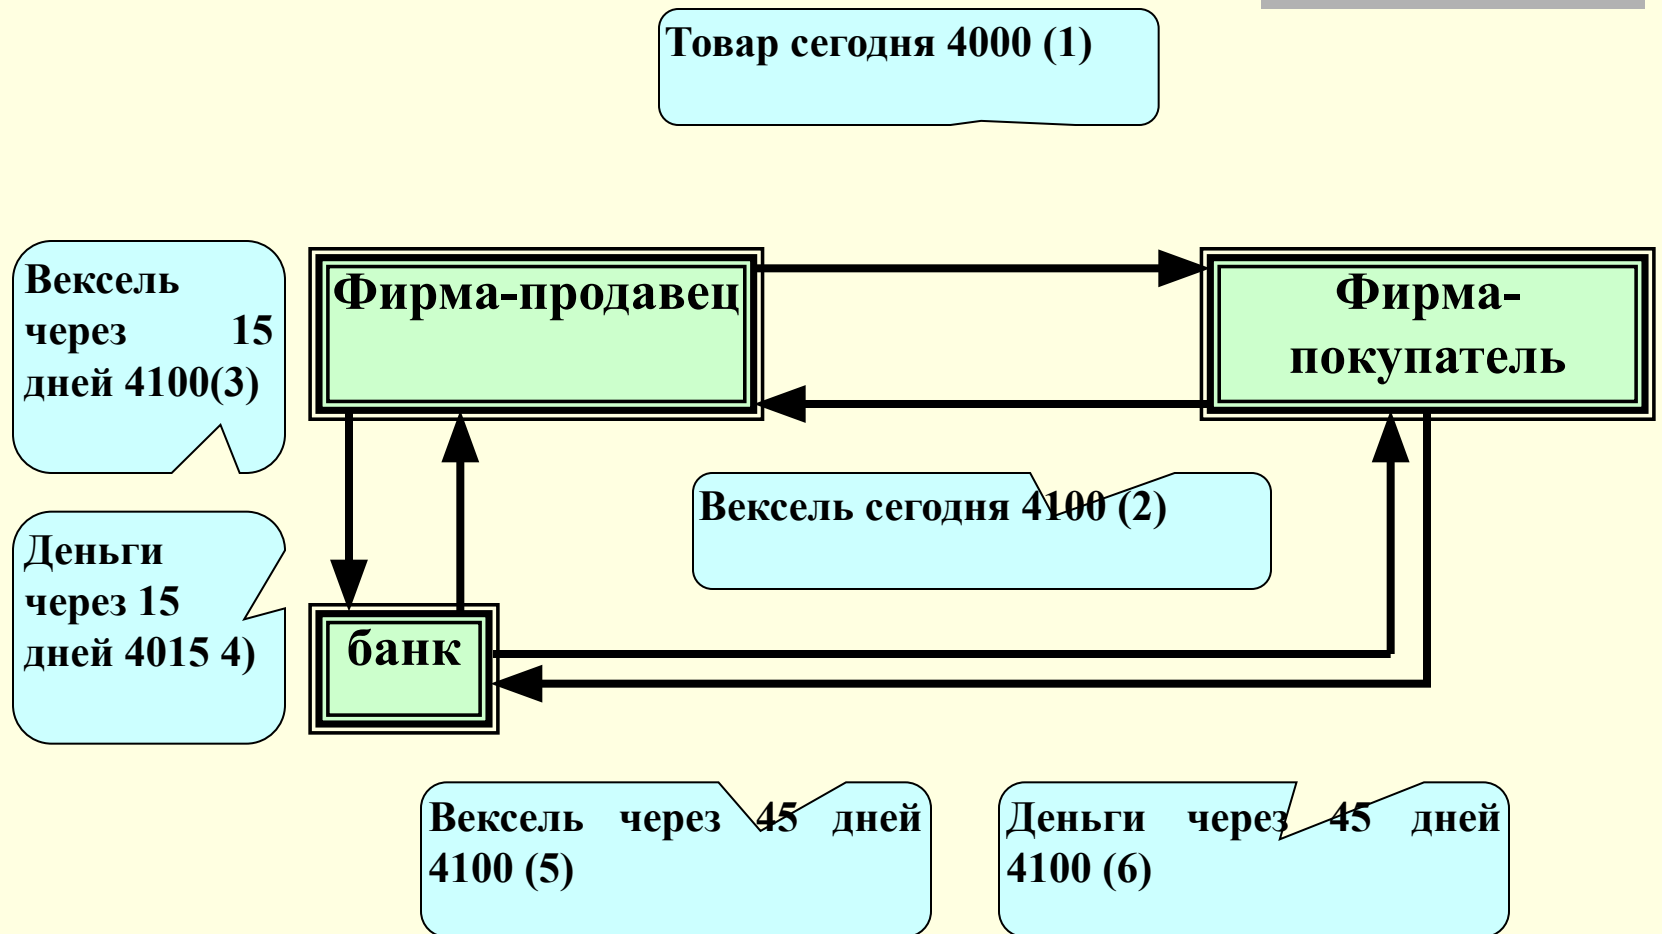 Товар сегодня 4000 (1)
Вексель
через 15
дней 4100(3)
Фирма-продавец
Фирма-
покупатель
Вексель сегодня 4100 (2)
Деньги
через 15
дней 4015 4)
банк
Вексель через 45 дней
4100 (5)
Деньги через 45 дней
4100 (6)